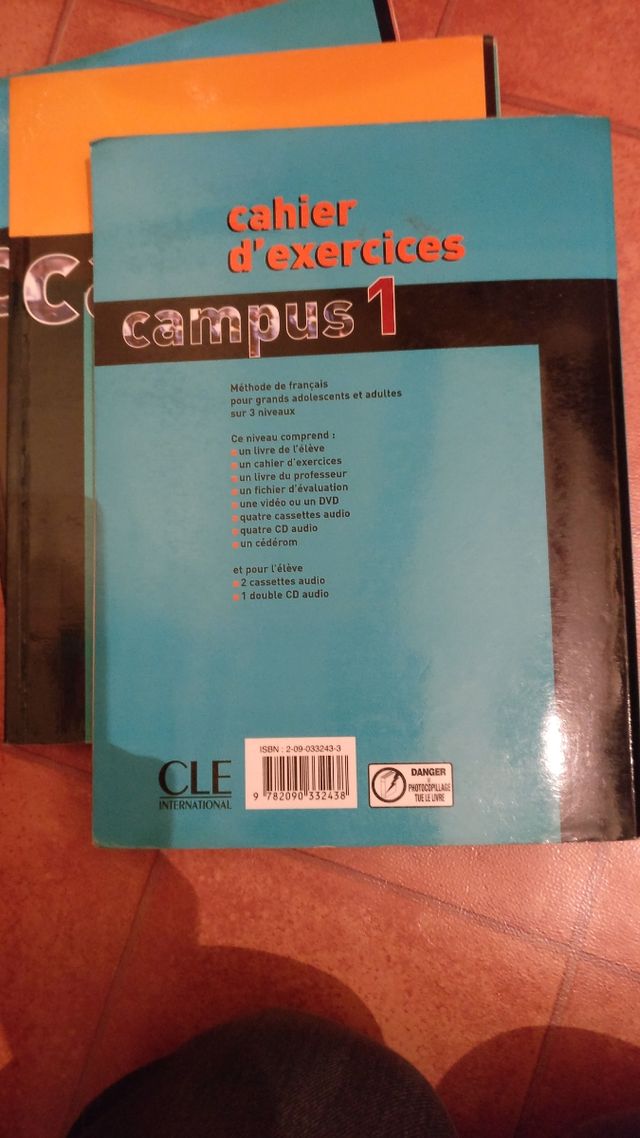 cahier
d'exercices
campus 1
Méthode de français
pour grands adolescents et adultes
sur 3 niveaux
Ce niveau comprend :
un livre de l'élève
un cahier d'exercices
un livre du professeur
un fichier d'évaluation
une vidéo ou un DVD
quatre cassettes audio
quatre CD audio
un cédérom
et pour l'élève
2 cassettes audio
1 double CD audio
ISBN : 2-09-033243-3
9 782090 332438
CLE
INTERNATIONAL
DANGER
LE
PHOTOCOPILLAGE
TUE LE LIVRE